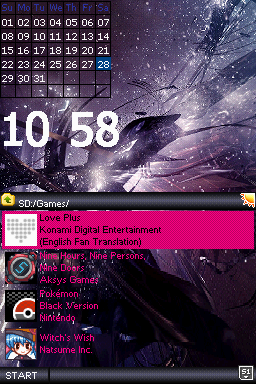 Su Mo Tu We Th Fr Sa
01 02 03 04 05 06 07
08 09 10 11 12 13 14
15 16 17 18 19 20 21
22 23 24 25 26 27 28
29 30 31
10 58
SD:/Games/
Love Plus
Konami Digital Entertainment
(English Fan Translation)
Nine Hours, Nine Persons,
Nine Doors
Aksys Games
Pokémon
Black Version
Nintendo
Witch's Wish
Natsume Inc.
START
51